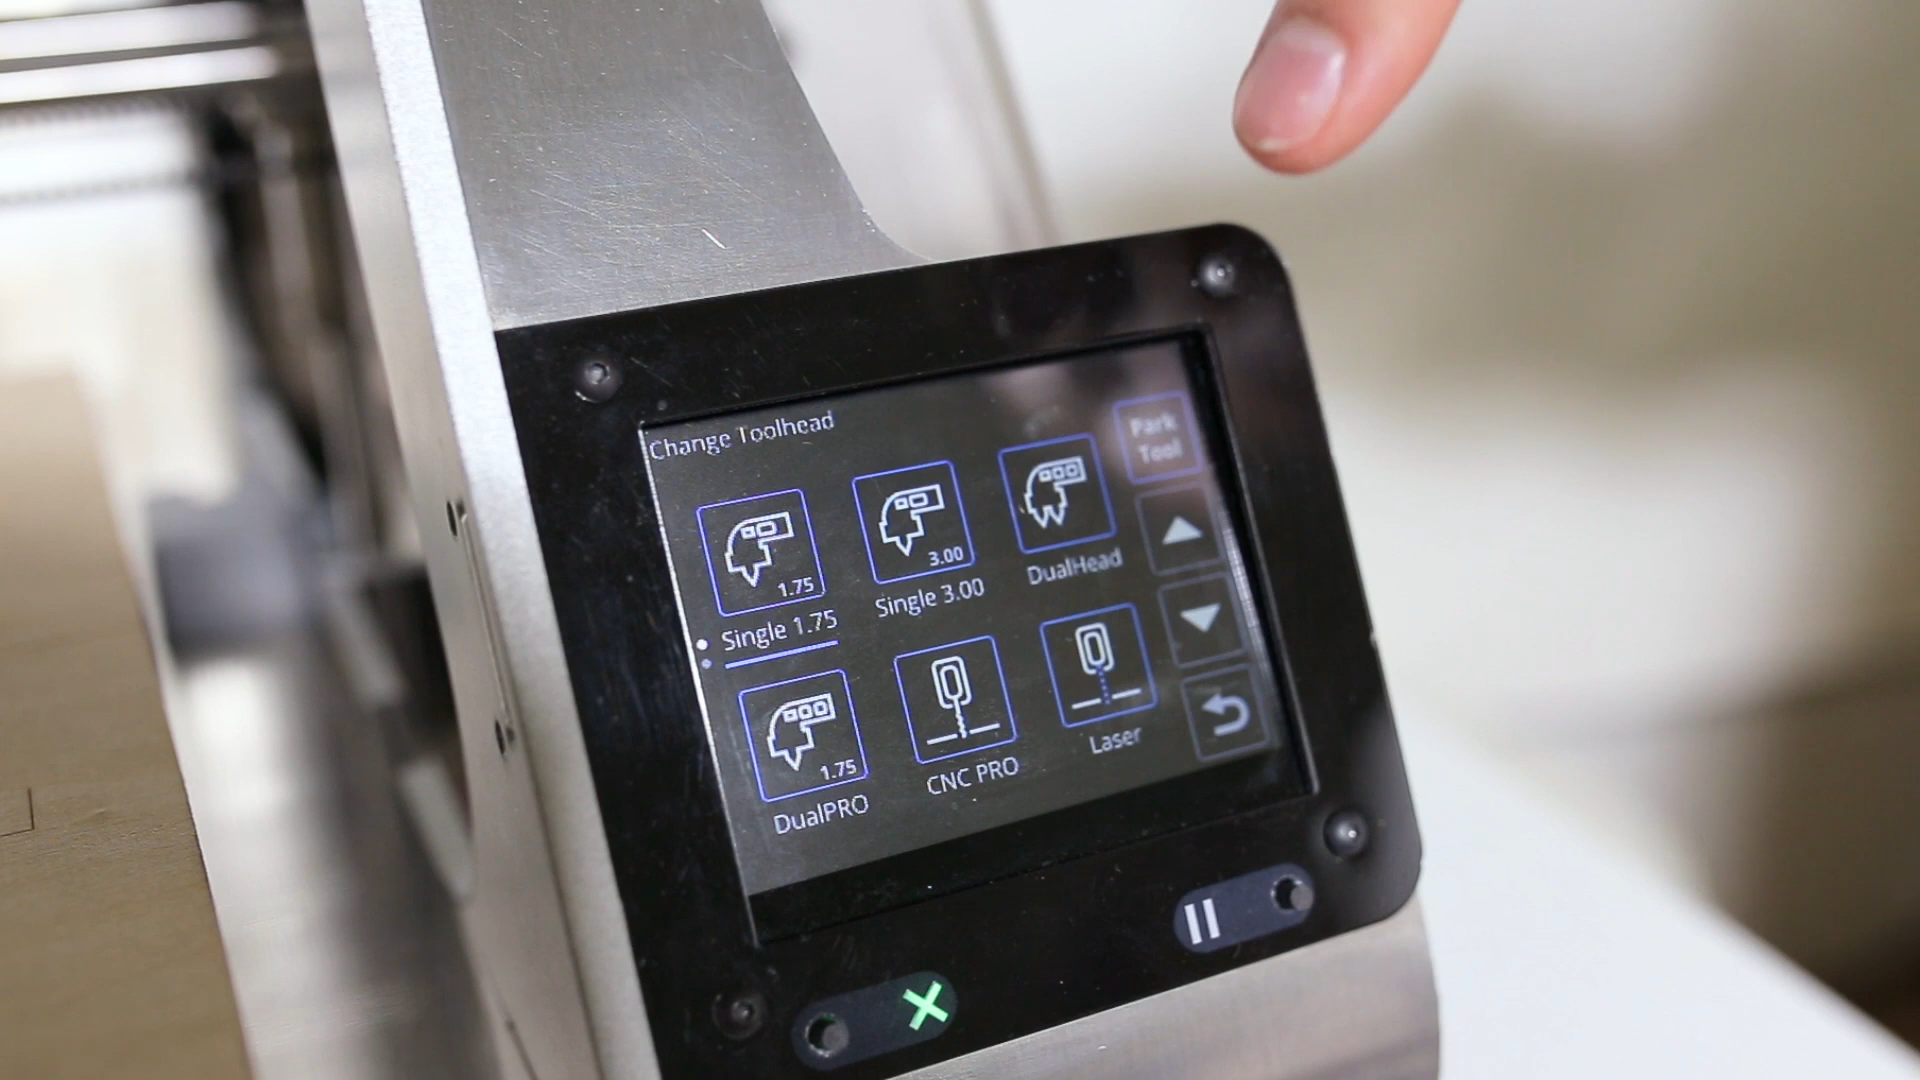 Change Toolhead
Park
Tool
1.75
Single 1.75
3.00
Single 3.00
DualHead
1.75
DualPRO
CNC PRO
Laser